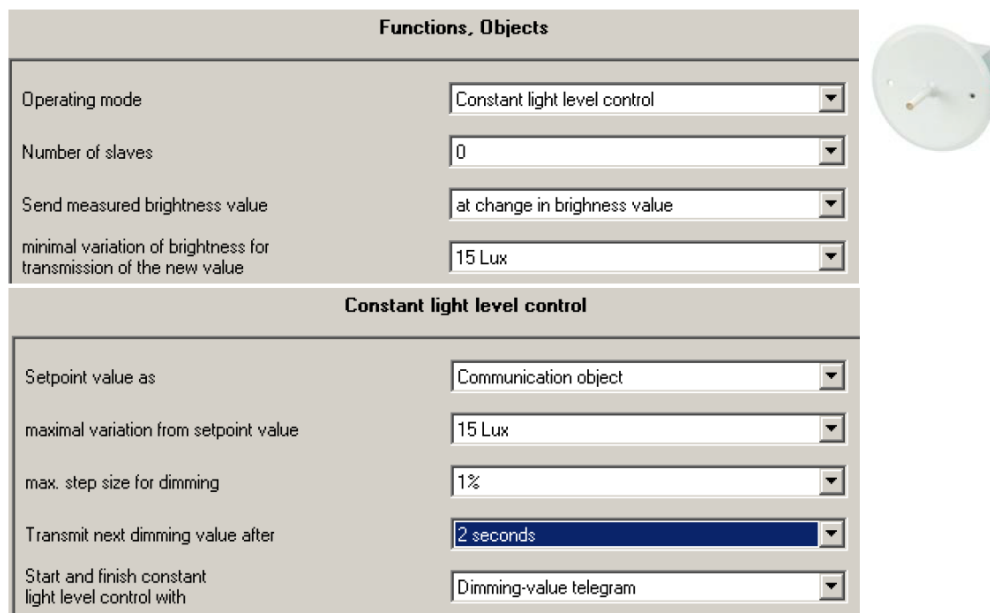 Functions, Objects
Operating mode
Constant light level control
Number of slaves
0
Send measured brightness value
at change in brighness value
minimal variation of brightness for
transmission of the new value
15 Lux
Constant light level control
Setpoint value as
Communication object
maximal variation from setpoint value
15 Lux
max. step size for dimming
1%
Transmit next dimming value after
2 seconds
Start and finish constant
light level control with
Dimming-value telegram